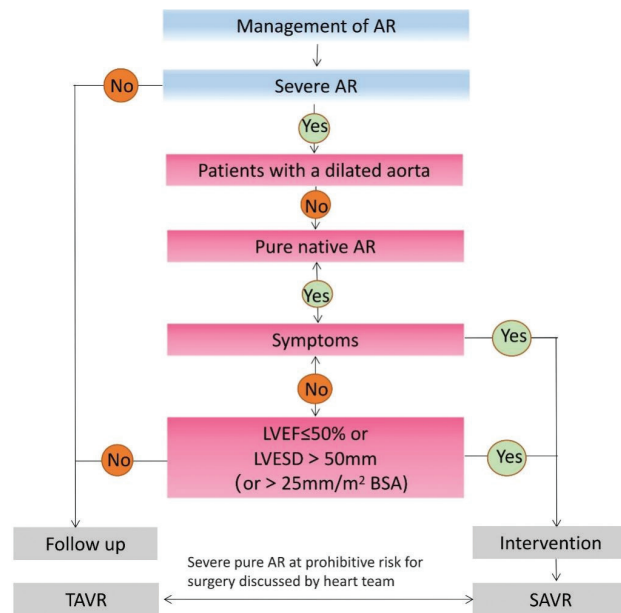 Management of AR
No
Severe AR
Yes
Patients with a dilated aorta
No
Pure native AR
Yes
Symptoms
Yes
No
LVEF≤50% or
LVESD > 50mm
(or > 25mm/m² BSA)
No
Yes
Follow up
Intervention
Severe pure AR at prohibitive risk for
surgery discussed by heart team
TAVR
SAVR